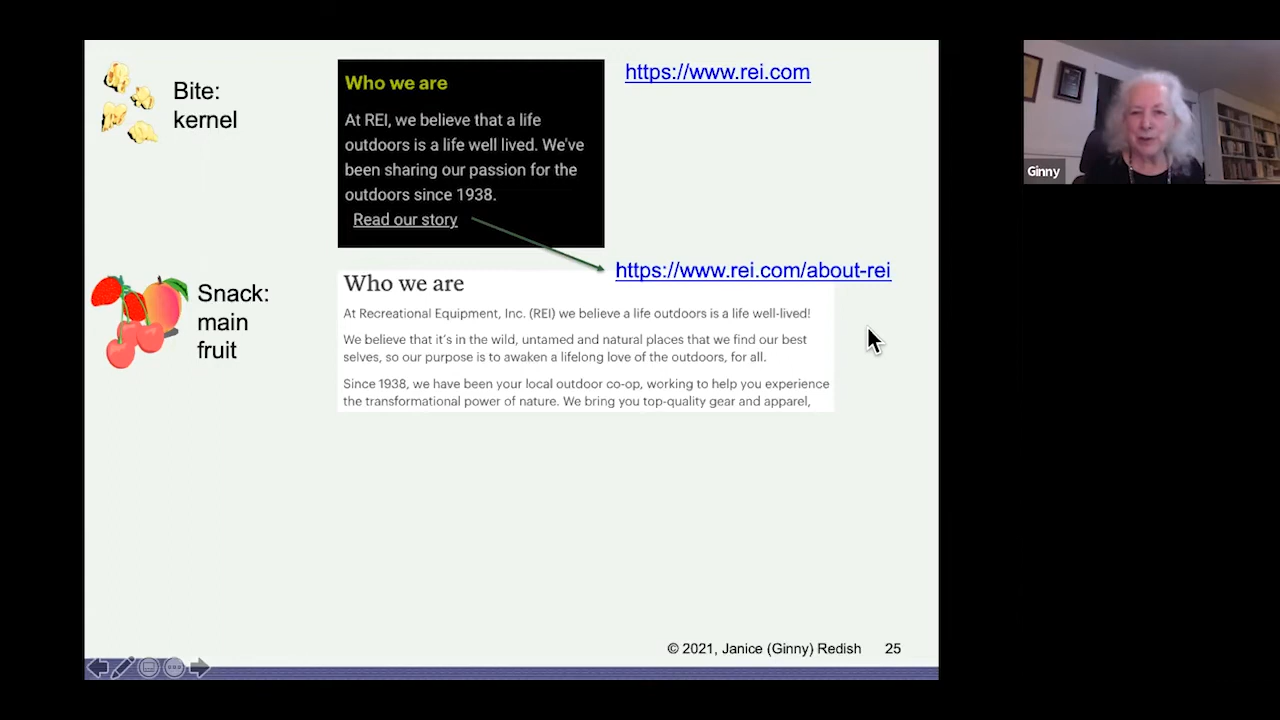 Bite:
kernel
Who we are
At REI, we believe that a life
outdoors is a life well lived. We've
been sharing our passion for the
outdoors since 1938.
Read our story
https://www.rei.com
Ginny
https://www.rei.com/about-rei
Snack:
main
fruit
Who we are
At Recreational Equipment, Inc. (REI) we believe a life outdoors is a life well-lived!
We believe that it's in the wild, untamed and natural places that we find our best
selves, so our purpose is to awaken a lifelong love of the outdoors, for all.
Since 1938, we have been your local outdoor co-op, working to help you experience
the transformational power of nature. We bring you top-quality gear and apparel,
© 2021, Janice (Ginny) Redish 25